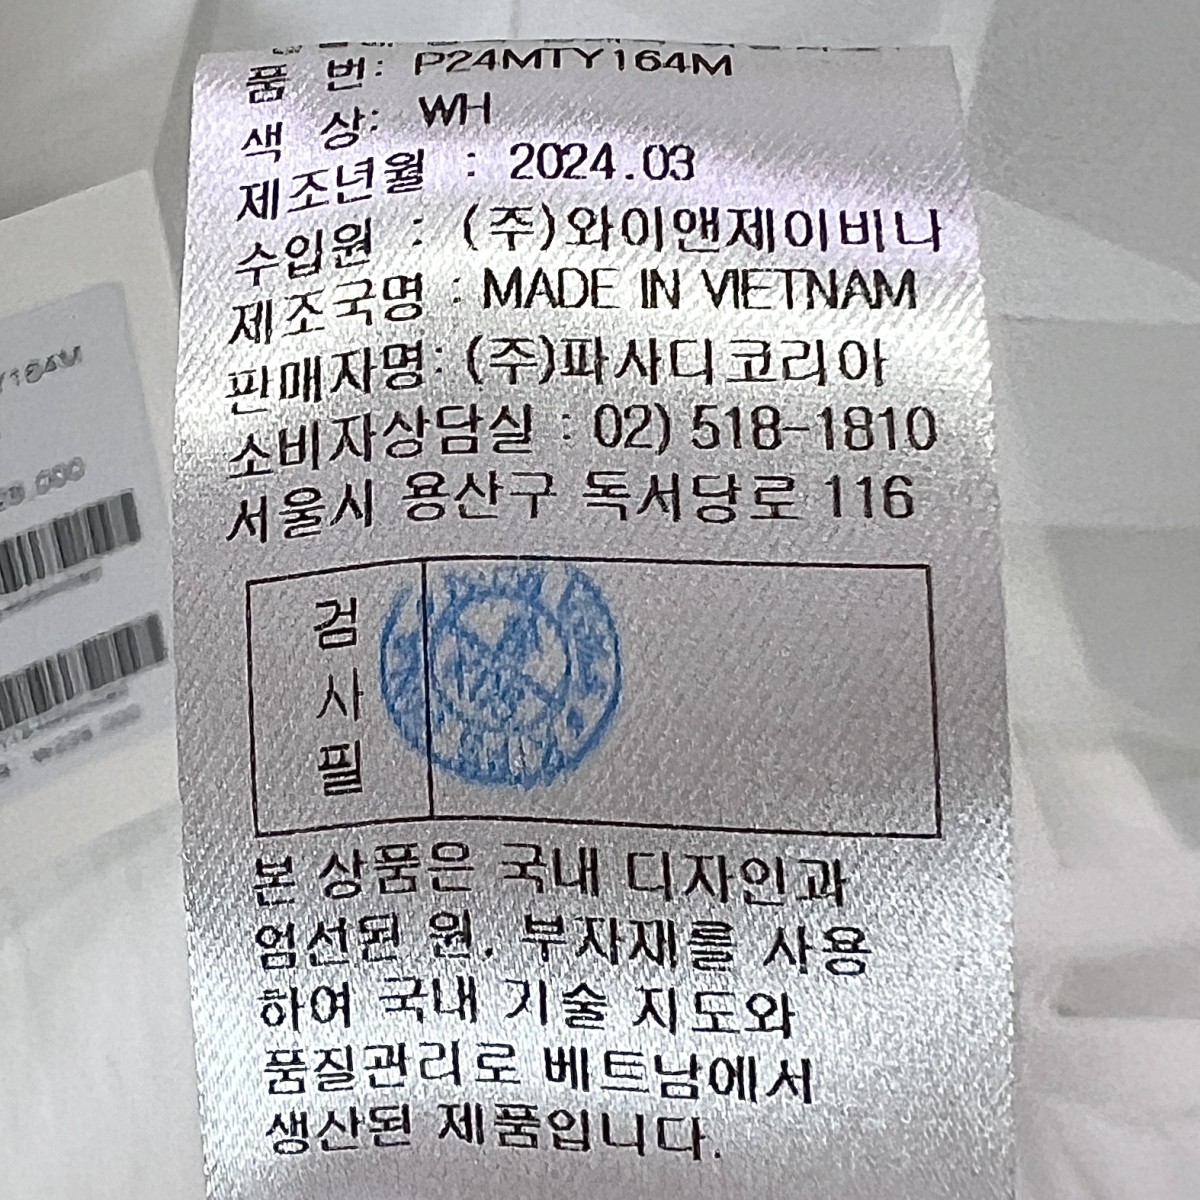 품 번: P24MTY164M
색 상: WH
제조년월 : 2024.03
수입원 : (주)와이앤제이비나
제조국명 : MADE IN VIETNAM
판매자명: (주)파사디코리아
소비자상담실 : 02) 518-1810
서울시 용산구 독서당로 116
검
사
필
본 상품은 국내 디자인과
엄선된 원, 부자재를 사용
하여 국내 기술 지도와
품질관리로 베트남에서
생산된 제품입니다.
Y164M